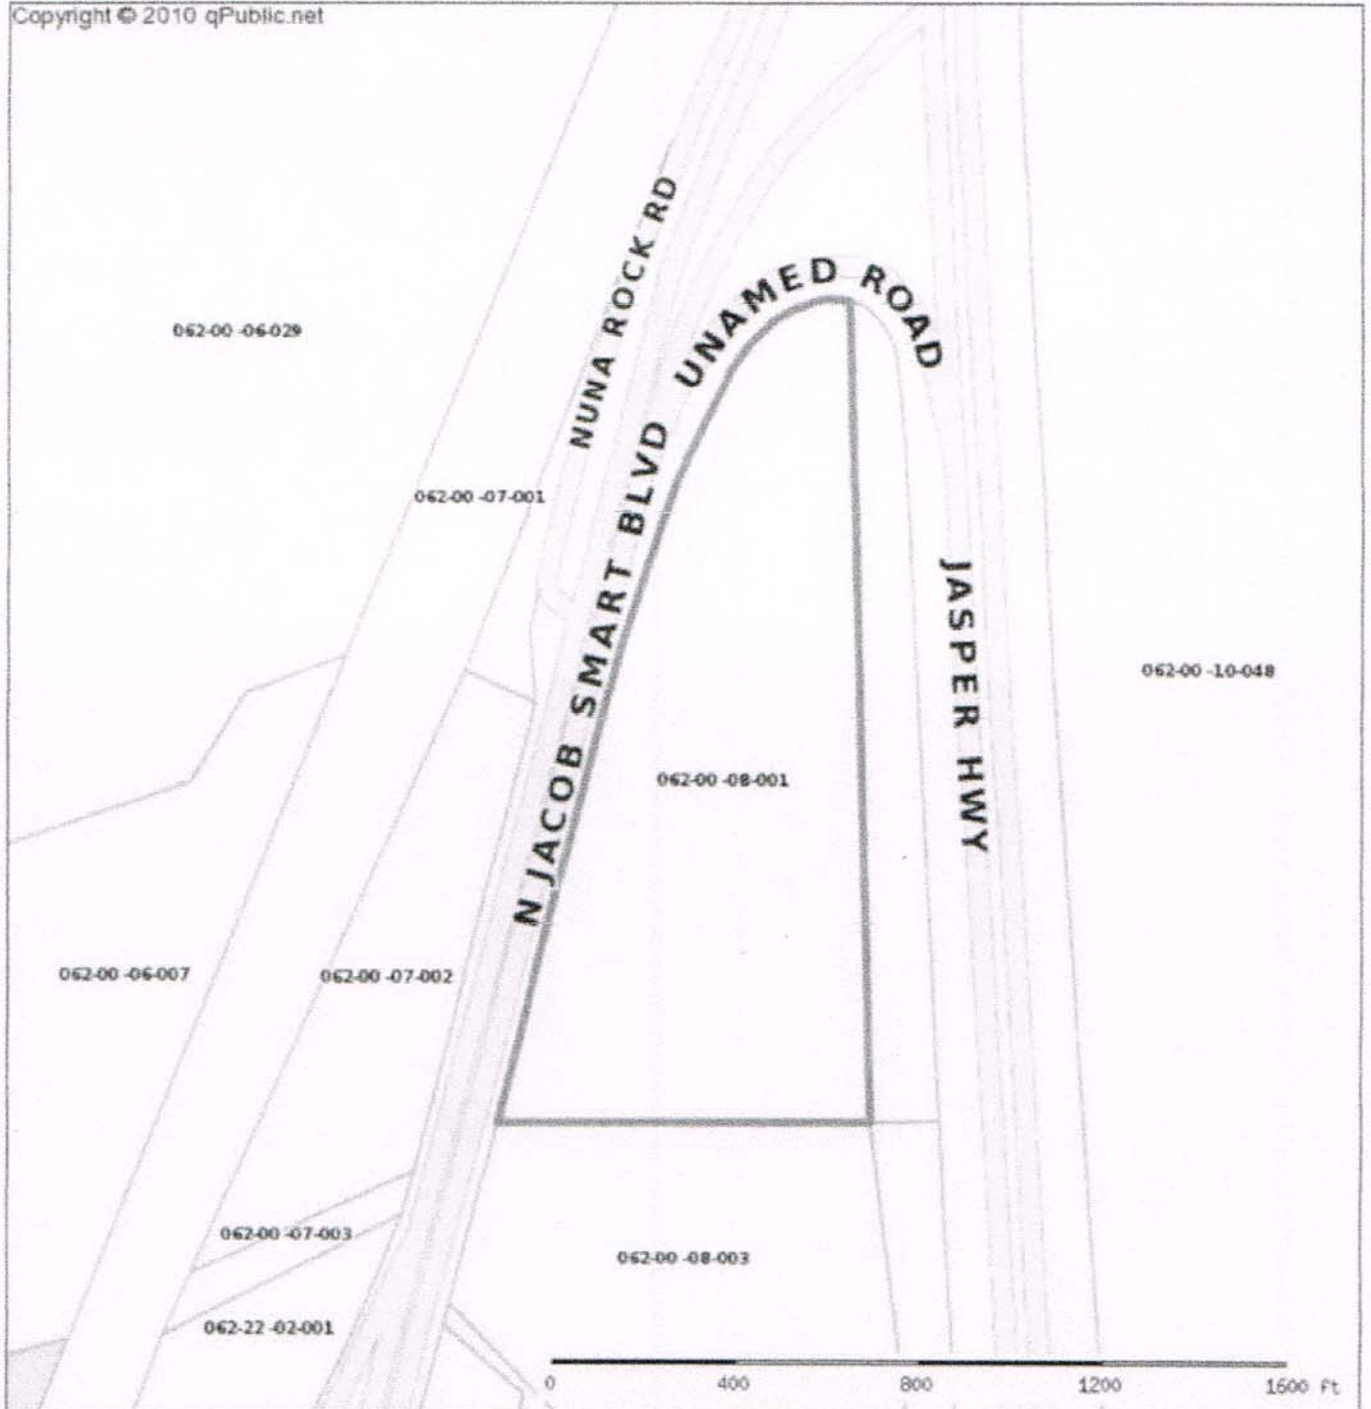 Copyright © 2010 qPublic.net
NUNA ROCK RD
UNAMED ROAD
062-00 -06-029
N JACOB SMART BLVD
062-00 -07-001
JASPER HWY
062-00 -10-048
062-00 -08-001
062-00 -06-007
062-00 -07-002
062-00 -07-003
062-00 -08-003
062-22 -02-001
0 400 800 1200 1600 ft